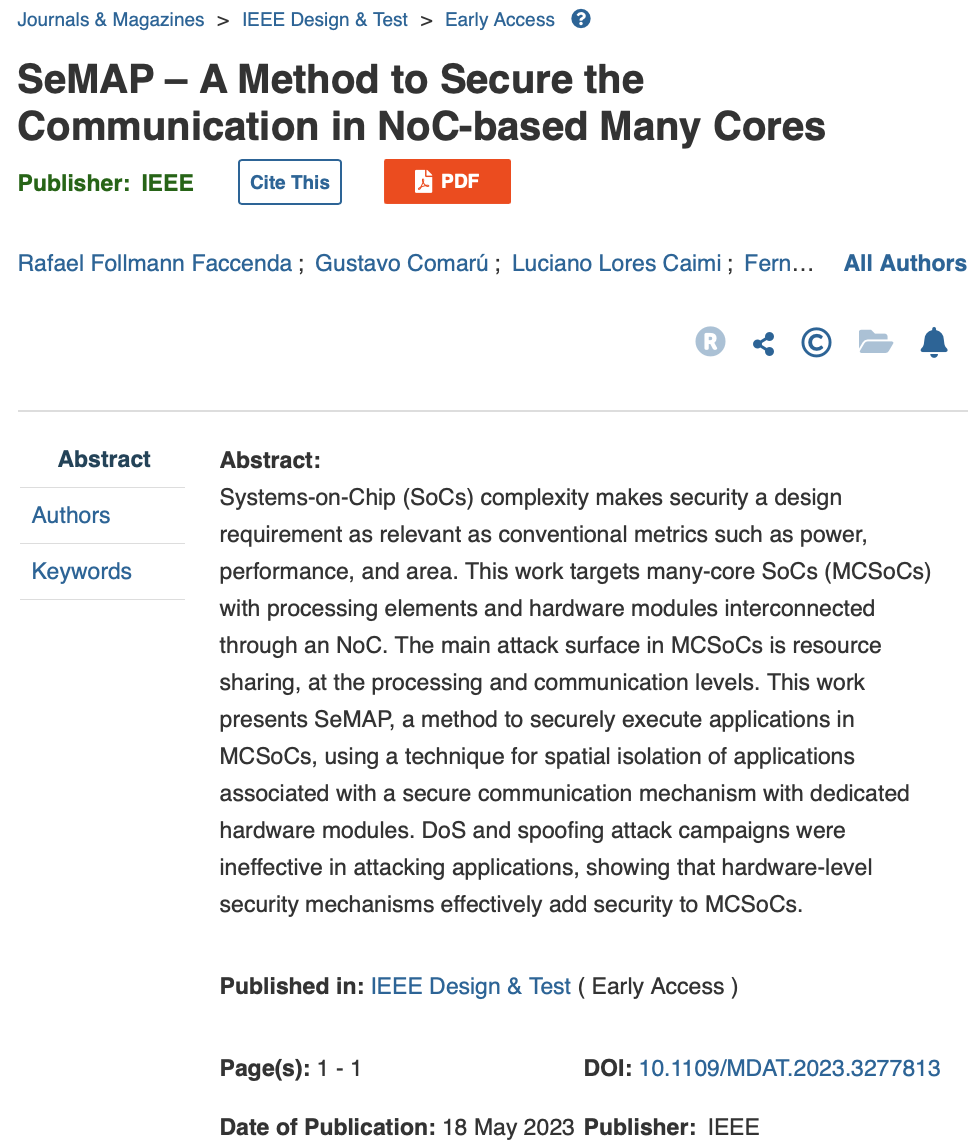 Journals & Magazines > IEEE Design & Test > Early Access ?
SeMAP – A Method to Secure the
Communication in NoC-based Many Cores
Publisher: IEEE Cite This PDF
Rafael Follmann Faccenda ; Gustavo Comarú ; Luciano Lores Caimi ; Fern... All Authors
R ©
Abstract
Authors
Keywords
Abstract:
Systems-on-Chip (SoCs) complexity makes security a design
requirement as relevant as conventional metrics such as power,
performance, and area. This work targets many-core SoCs (MCSoCs)
with processing elements and hardware modules interconnected
through an NoC. The main attack surface in MCSoCs is resource
sharing, at the processing and communication levels. This work
presents SeMAP, a method to securely execute applications in
MCSoCs, using a technique for spatial isolation of applications
associated with a secure communication mechanism with dedicated
hardware modules. DoS and spoofing attack campaigns were
ineffective in attacking applications, showing that hardware-level
security mechanisms effectively add security to MCSoCs.
Published in: IEEE Design & Test ( Early Access )
Page(s): 1 - 1 DOI: 10.1109/MDAT.2023.3277813
Date of Publication: 18 May 2023 Publisher: IEEE